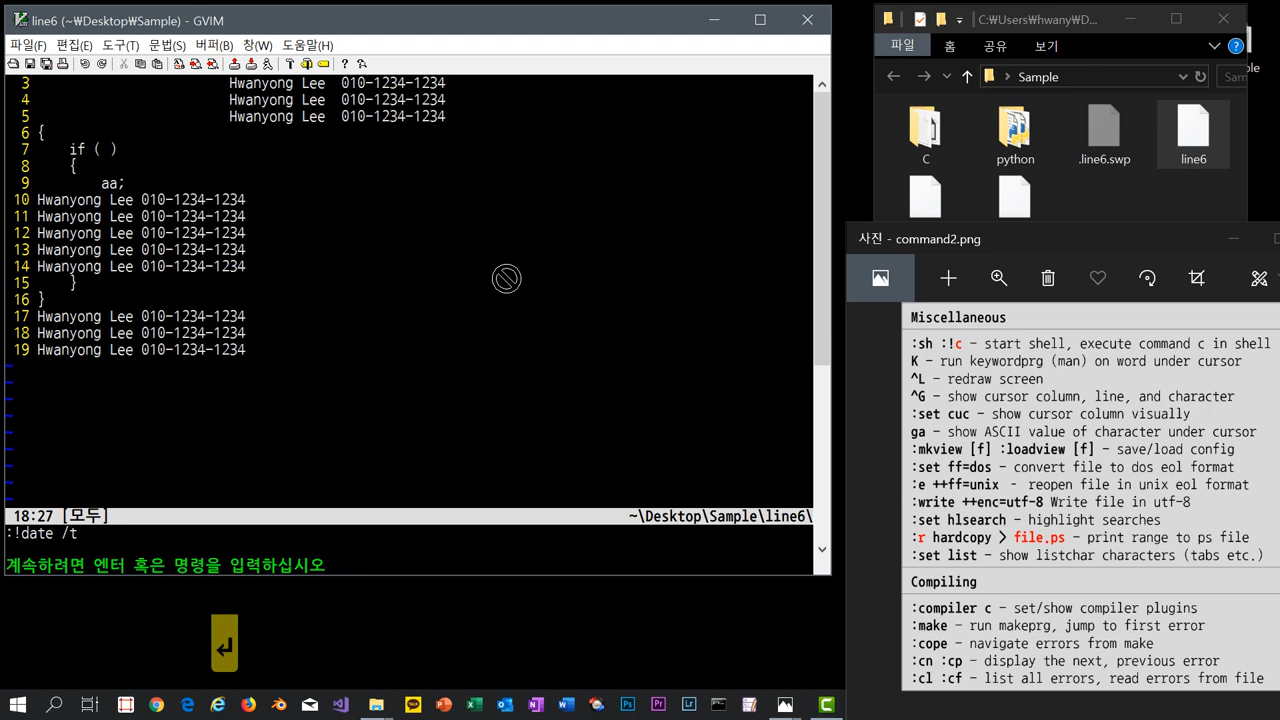 line6 (~\Desktop\Sample) - GVIM
파일(F) 편집(E) 도구(T) 문법(S) 버퍼(B) 창(W) 도움말(H)
3 Hwanyong Lee 010-1234-1234
4 Hwanyong Lee 010-1234-1234
5 Hwanyong Lee 010-1234-1234
6 {
7 if ( )
8 {
9 aa;
10 Hwanyong Lee 010-1234-1234
11 Hwanyong Lee 010-1234-1234
12 Hwanyong Lee 010-1234-1234
13 Hwanyong Lee 010-1234-1234
14 Hwanyong Lee 010-1234-1234
15 }
16 }
17 Hwanyong Lee 010-1234-1234
18 Hwanyong Lee 010-1234-1234
19 Hwanyong Lee 010-1234-1234
~
~
~
~
~
~
~
~
~
18:27 [모두] ~\Desktop\Sample\line6\
:!date /t
계속하려면 엔터 혹은 명령을 입력하십시오
C:\Users\hwany\D...
파일 홈 공유 보기
Sample
Sam
C
python
.line6.swp
line6
사진 - command2.png
Miscellaneous
:sh :!c - start shell, execute command c in shell
K - run keywordprg (man) on word under cursor
^L - redraw screen
^G - show cursor column, line, and character
:set cuc - show cursor column visually
ga - show ASCII value of character under cursor
:mkview [f] :loadview [f] - save/load config
:set ff=dos - convert file to dos eol format
:e ++ff=unix - reopen file in unix eol format
:write ++enc=utf-8 Write file in utf-8
:set hlsearch - highlight searches
:r hardcopy > file.ps - print range to ps file
:set list - show listchar characters (tabs etc.)
Compiling
:compiler c - set/show compiler plugins
:make - run makeprg, jump to first error
:cope - navigate errors from make
:cn :cp - display the next, previous error
:cl :cf - list all errors, read errors from file